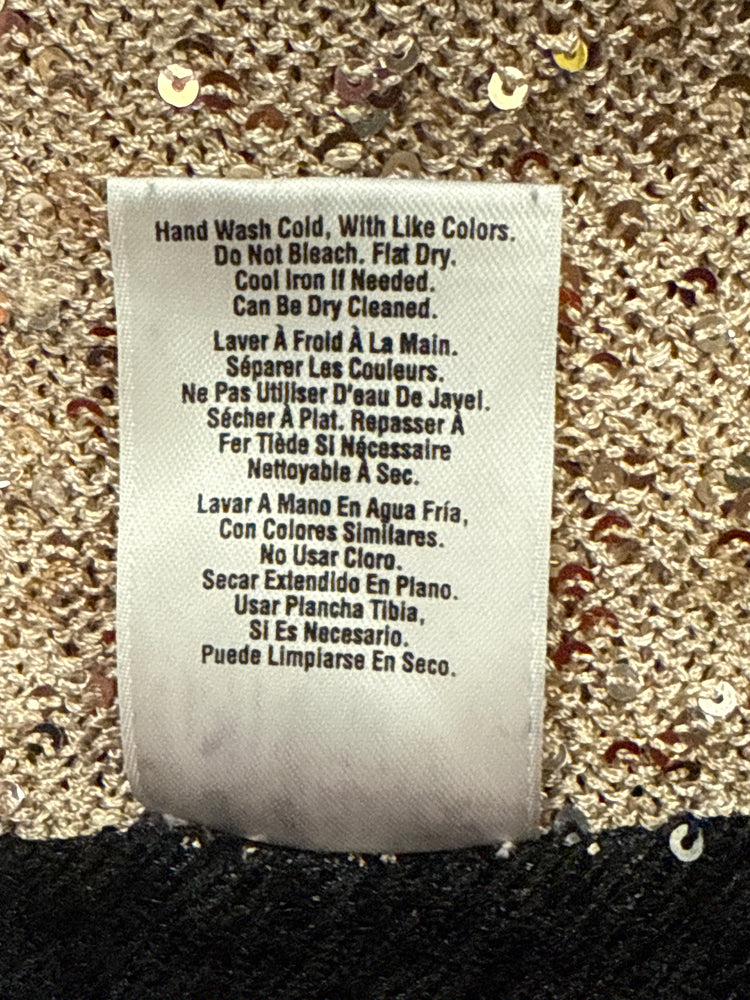 Hand Wash Cold, With Like Colors.
Do Not Bleach. Flat Dry.
Cool Iron If Needed.
Can Be Dry Cleaned.
Laver À Froid À La Main.
Séparer Les Couleurs.
Ne Pas Utiliser D'eau De Javel.
Sécher À Plat. Repasser À
Fer Tiède Si Nécessaire
Nettoyable À Sec.
Lavar A Mano En Agua Fría,
Con Colores Similares.
No Usar Cloro.
Secar Extendido En Plano.
Usar Plancha Tibia,
Si Es Necesario.
Puede Limpiarse En Seco.